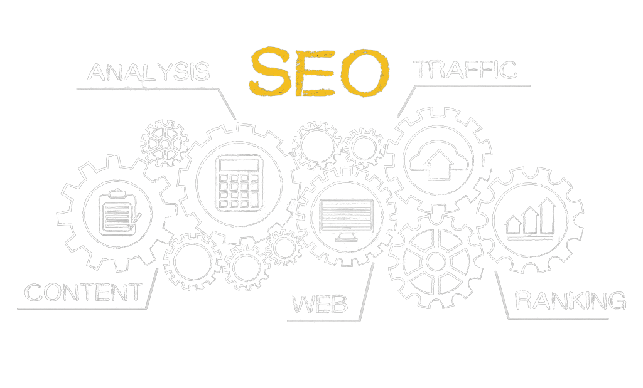 SEO
ANALYSIS
TRAFFIC
CONTENT
WEB
RANKING